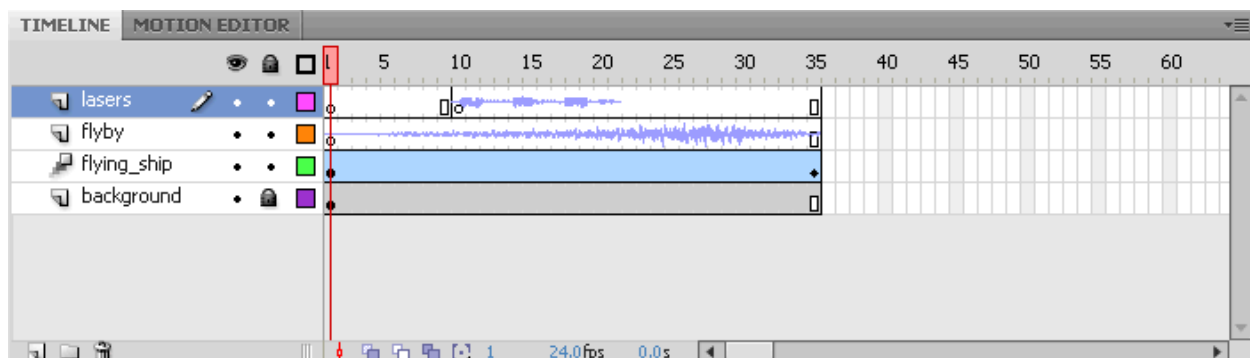 TIMELINE MOTION EDITOR
1 5 10 15 20 25 30 35 40 45 50 55 60
lasers
flyby
flying_ship
background
1 24.0fps 0.0s